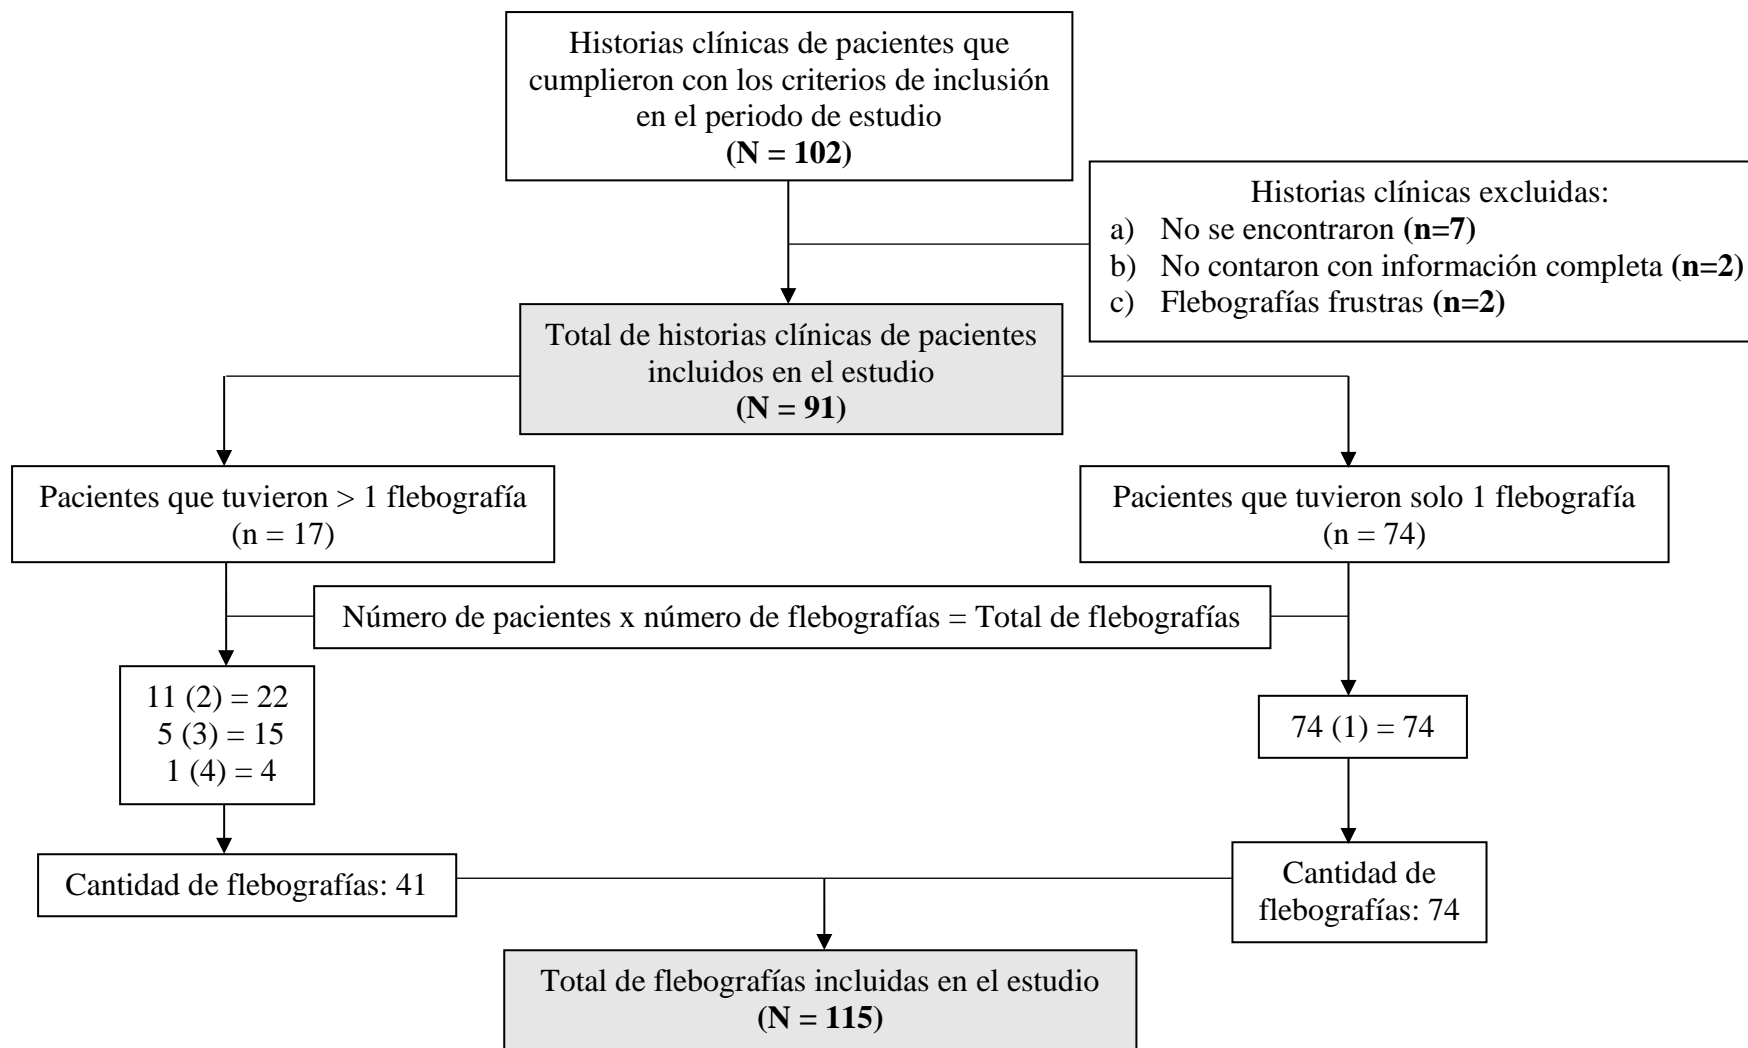 Historias clínicas de pacientes que
cumplieron con los criterios de inclusión
en el periodo de estudio
(N = 102)
Historias clínicas excluidas:
a) No se encontraron (n=7)
b) No contaron con información completa (n=2)
c) Flebografías frustras (n=2)
Total de historias clínicas de pacientes
incluidos en el estudio
(N = 91)
Pacientes que tuvieron > 1 flebografía
(n = 17)
Pacientes que tuvieron solo 1 flebografía
(n = 74)
Número de pacientes x número de flebografías = Total de flebografías
11 (2) = 22
5 (3) = 15
1 (4) = 4
74 (1) = 74
Cantidad de flebografías: 41
Cantidad de
flebografías: 74
Total de flebografías incluidas en el estudio
(N = 115)